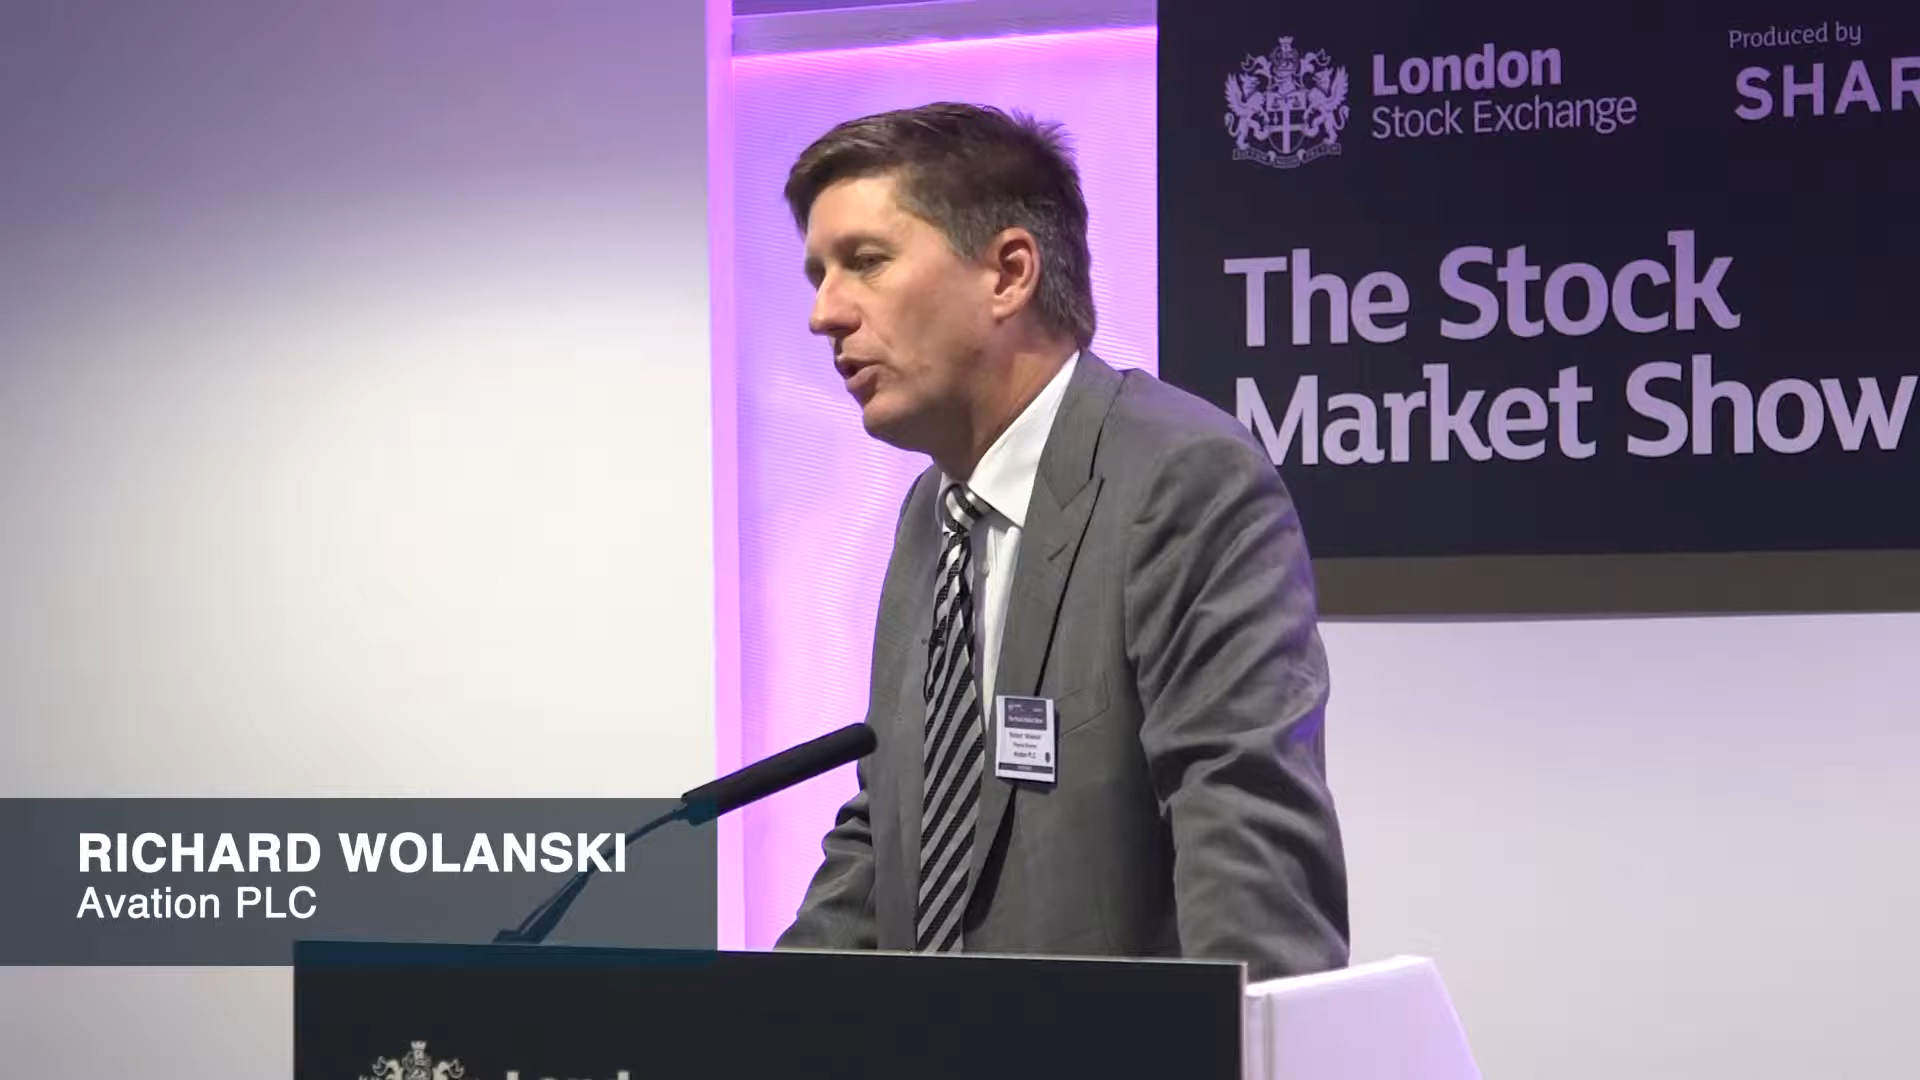 London
Stock Exchange
Produced by
SHAR
The Stock
Market Show
RICHARD WOLANSKI
Avation PLC